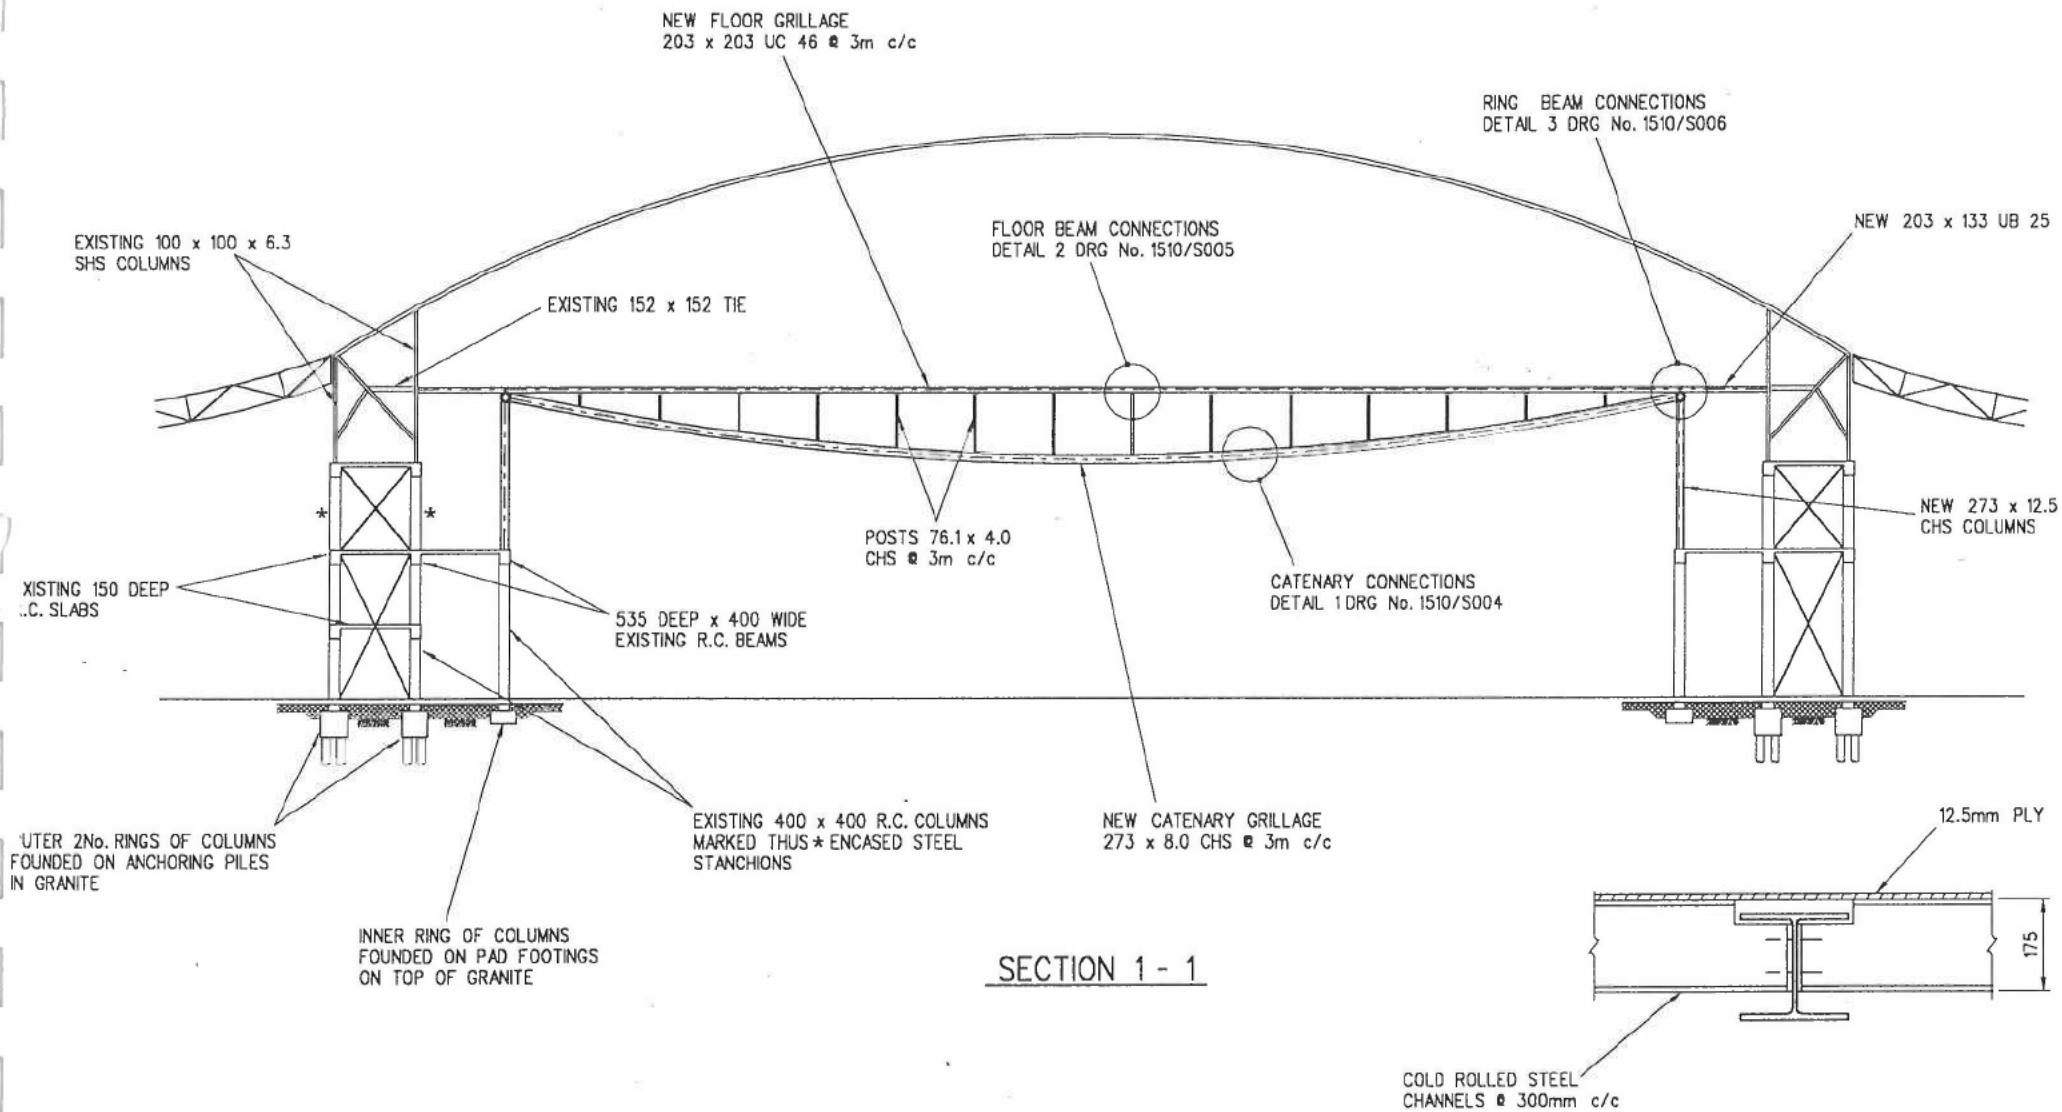 NEW FLOOR GRILLAGE
203 x 203 UC 46 @ 3m c/c
RING BEAM CONNECTIONS
DETAIL 3 DRG No. 1510/S006
EXISTING 100 x 100 x 6.3
SHS COLUMNS
FLOOR BEAM CONNECTIONS
DETAIL 2 DRG No. 1510/S005
NEW 203 x 133 UB 25
EXISTING 152 x 152 TIE
*
*
POSTS 76.1 x 4.0
CHS @ 3m c/c
NEW 273 x 12.5
CHS COLUMNS
XISTING 150 DEEP
.C. SLABS
535 DEEP x 400 WIDE
EXISTING R.C. BEAMS
CATENARY CONNECTIONS
DETAIL 1 DRG No. 1510/S004
UTER 2No. RINGS OF COLUMNS
FOUNDED ON ANCHORING PILES
IN GRANITE
EXISTING 400 x 400 R.C. COLUMNS
MARKED THUS * ENCASED STEEL
STANCHIONS
NEW CATENARY GRILLAGE
273 x 8.0 CHS @ 3m c/c
12.5mm PLY
INNER RING OF COLUMNS
FOUNDED ON PAD FOOTINGS
ON TOP OF GRANITE
SECTION 1 - 1
175
COLD ROLLED STEEL
CHANNELS @ 300mm c/c